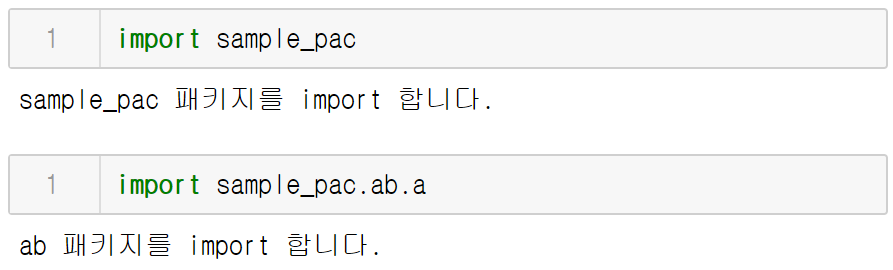 1 import sample_pac
sample_pac 패키지를 import 합니다.
1 import sample_pac.ab.a
ab 패키지를 import 합니다.